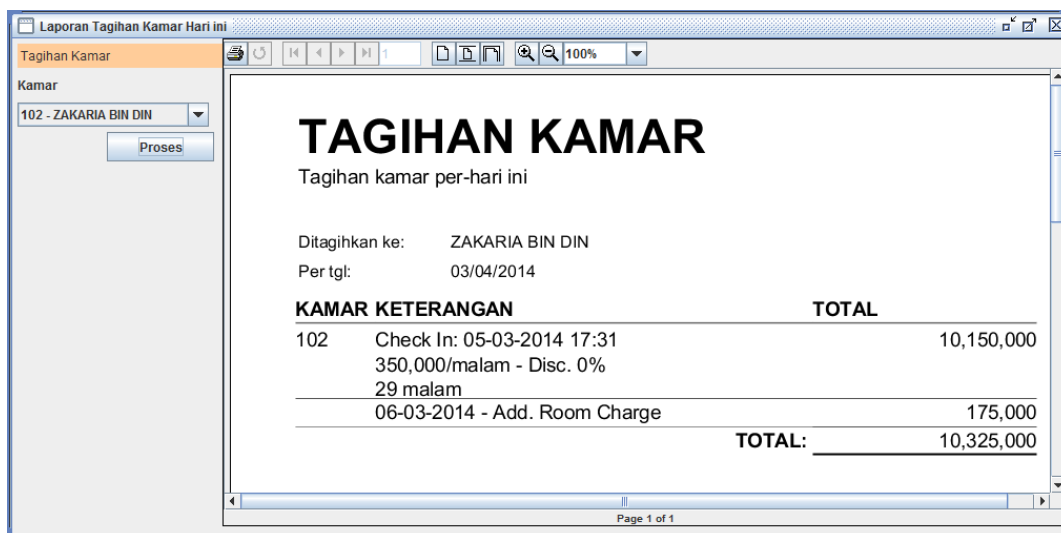 Laporan Tagihan Kamar Hari ini
Tagihan Kamar
Kamar
102 - ZAKARIA BIN DIN
Proses
1
100%
TAGIHAN KAMAR
Tagihan kamar per-hari ini
Ditagihkan ke: ZAKARIA BIN DIN
Per tgl: 03/04/2014
KAMAR KETERANGAN TOTAL
102 Check In: 05-03-2014 17:31 10,150,000
350,000/malam - Disc. 0%
29 malam
06-03-2014 - Add. Room Charge 175,000
TOTAL: 10,325,000
Page 1 of 1